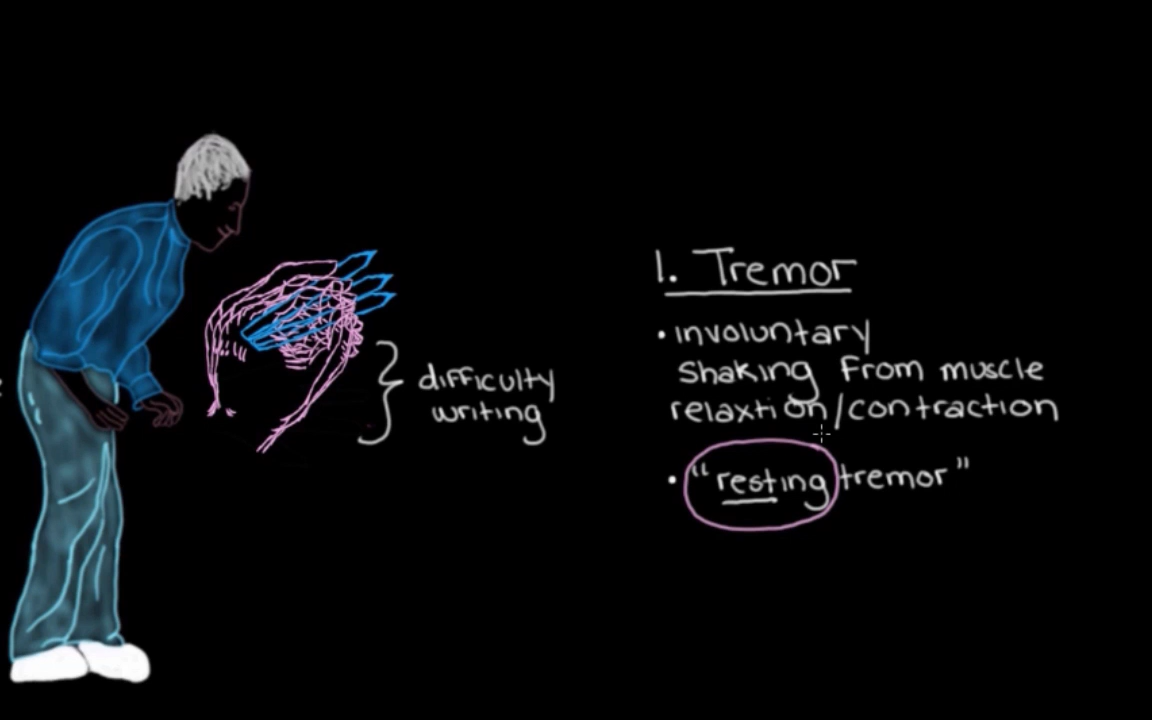 difficulty
writing
1. Tremor
• involuntary
shaking from muscle
relaxtion/contraction
• "resting tremor"